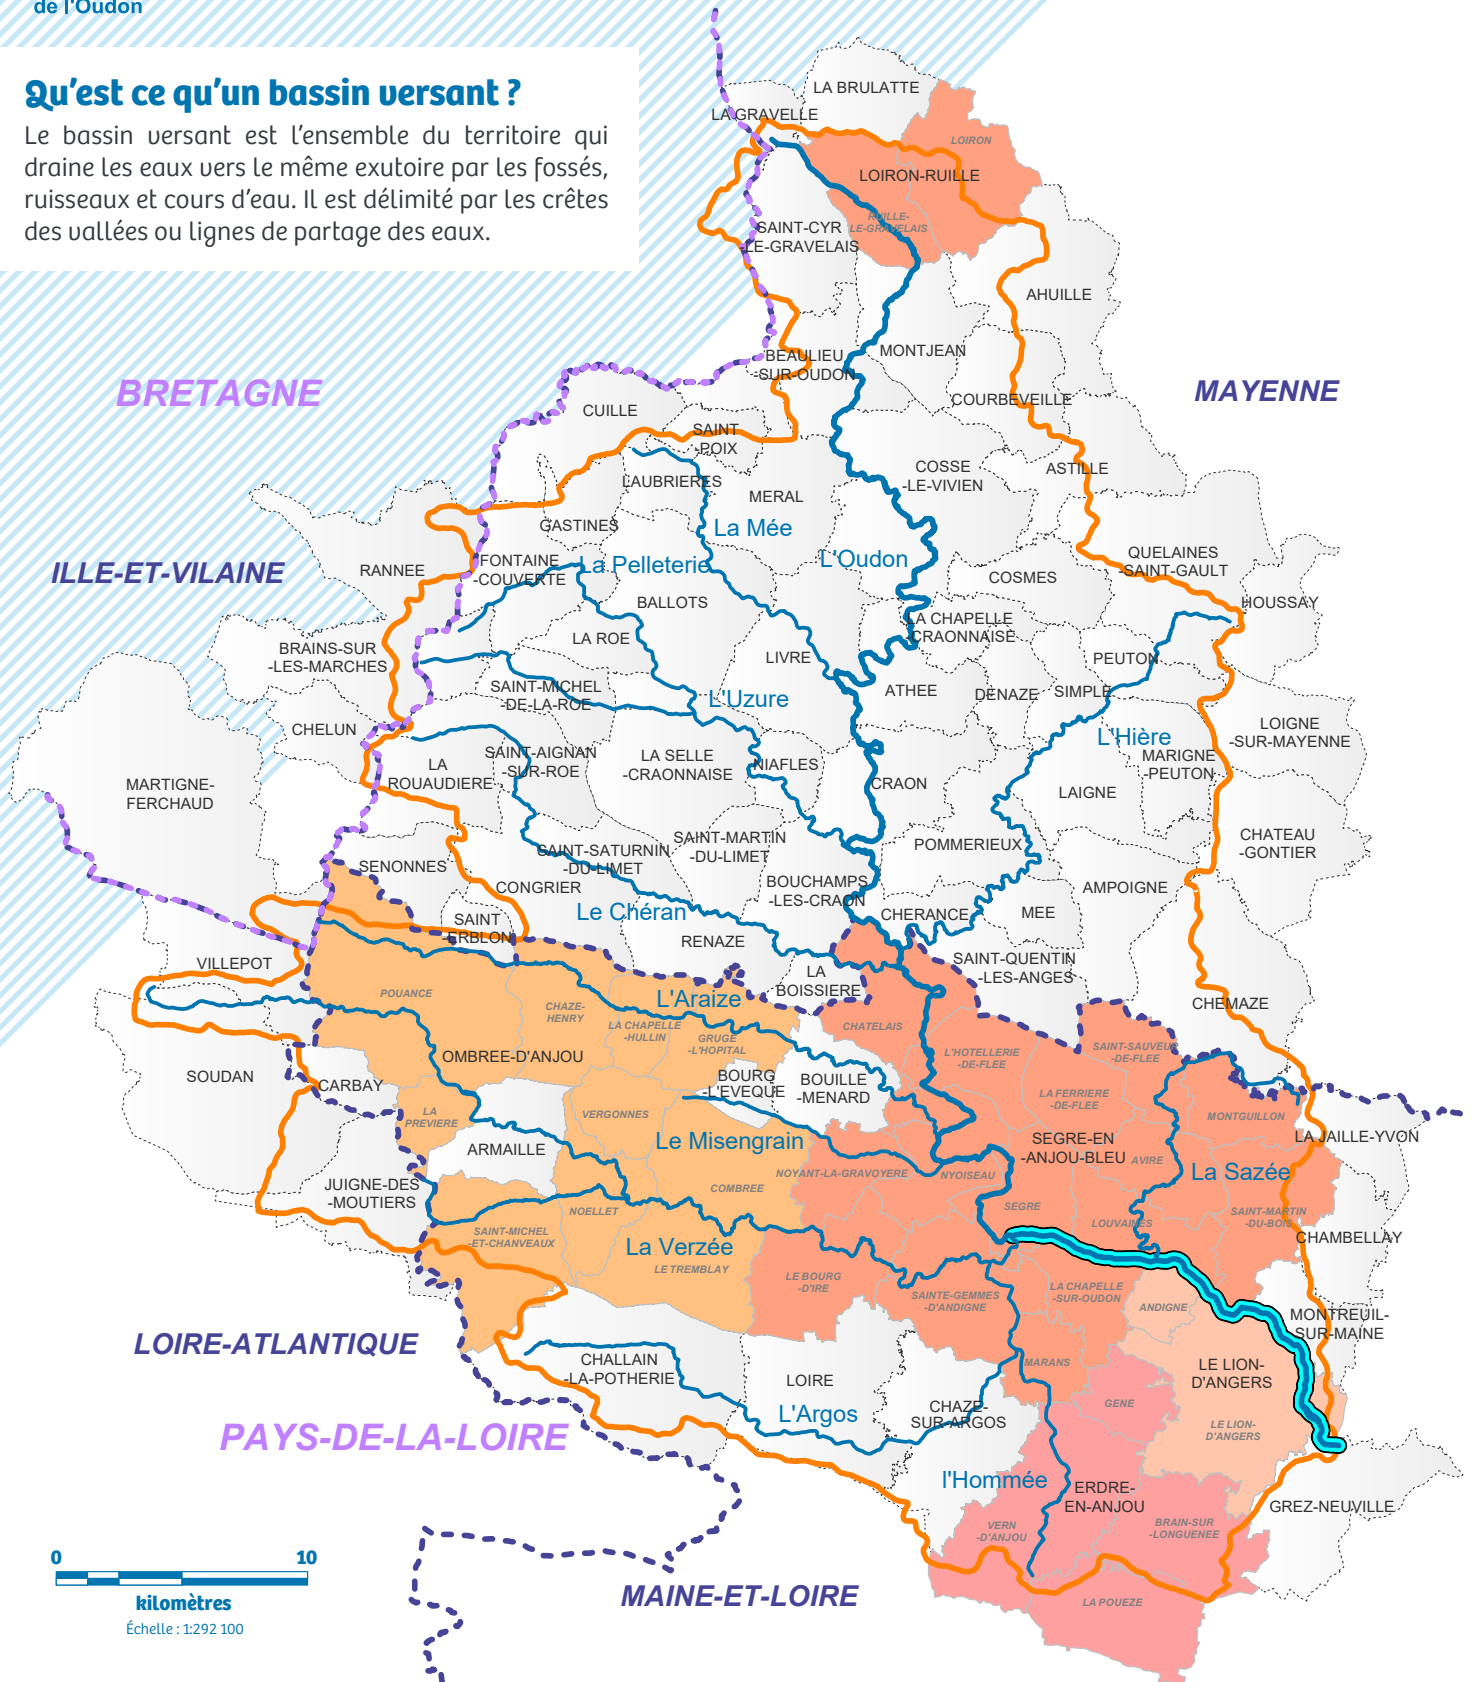 de l'Oudon
Qu'est ce qu'un bassin versant ?
Le bassin versant est l'ensemble du territoire qui
draine les eaux vers le même exutoire par les fossés,
ruisseaux et cours d'eau. Il est délimité par les crêtes
des vallées ou lignes de partage des eaux.
LA BRULATTE
LA GRAVELLE
LOIRON
LOIRON-RUILLE
RUILLE-
LE-GRAVELAIS
SAINT-CYR
-LE-GRAVELAIS
AHUILLE
MONTJEAN
BEAULIEU
-SUR-OUDON
BRETAGNE
MAYENNE
COURBEVEILLE
CUILLE
SAINT
-POIX
COSSE
-LE-VIVIEN
ASTILLE
LAUBRIERES
MERAL
GASTINES
La Mée
L'Oudon
QUELAINES
-SAINT-GAULT
ILLE-ET-VILAINE
RANNEE
FONTAINE
-COUVERTE
La Pelleterie
COSMES
BALLOTS
HOUSSAY
LA CHAPELLE
-CRAONNAISE
LA ROE
BRAINS-SUR
-LES-MARCHES
LIVRE
PEUTON
SAINT-MICHEL
-DE-LA-ROE
L'Uzure
ATHEE
DENAZE
SIMPLE
CHELUN
L'Hière
LOIGNE
-SUR-MAYENNE
SAINT-AIGNAN
-SUR-ROE
LA SELLE
-CRAONNAISE
NIAFLES
MARIGNE
-PEUTON
LA
ROUAUDIERE
CRAON
LAIGNE
MARTIGNE-
FERCHAUD
SAINT-MARTIN
-DU-LIMET
POMMERIEUX
CHATEAU
-GONTIER
SAINT-SATURNIN
-DU-LIMET
SENONNES
CONGRIER
BOUCHAMPS
-LES-CRAON
AMPOIGNE
Le Chéran
CHERANCE
MEE
SAINT
-ERBLON
RENAZE
VILLEPOT
SAINT-QUENTIN
-LES-ANGES
LA
BOISSIERE
POUANCE
L'Araize
CHEMAZE
CHAZE-
HENRY
LA CHAPELLE
-HULLIN
GRUGE
-L'HOPITAL
CHATELAIS
L'HOTELLERIE
-DE-FLEE
SAINT-SAUVEUR
-DE-FLEE
OMBREE-D'ANJOU
SOUDAN
CARBAY
BOURG
-L'EVEQUE
BOUILLE
-MENARD
LA FERRIERE
-DE-FLEE
LA
PREVIERE
VERGONNES
MONTGUILLON
Le Misengrain
SEGRE-EN
-ANJOU-BLEU
LA JAILLE-YVON
ARMAILLE
AVIRE
La Sazée
NOYANT-LA-GRAVOYERE
NYOISEAU
JUIGNE-DES
-MOUTIERS
COMBREE
SEGRE
NOELLET
LOUVAINES
SAINT-MARTIN
-DU-BOIS
SAINT-MICHEL
-ET-CHANVEAUX
La Verzée
CHAMBELLAY
LE TREMBLAY
LE BOURG
-D'IRE
SAINTE-GEMMES
-D'ANDIGNE
LA CHAPELLE
-SUR-OUDON
ANDIGNE
MONTREUIL-
SUR-MAINE
LOIRE-ATLANTIQUE
CHALLAIN
-LA-POTHERIE
MARANS
LE LION-
D'ANGERS
LOIRE
GENE
L'Argos
CHAZE-
SUR-ARGOS
LE LION-
D'ANGERS
PAYS-DE-LA-LOIRE
l'Hommée
ERDRE-
EN-ANJOU
GREZ-NEUVILLE
VERN
-D'ANJOU
BRAIN-SUR
-LONGUENEE
MAINE-ET-LOIRE
LA POUEZE
0 10
kilomètres
Échelle : 1:292 100